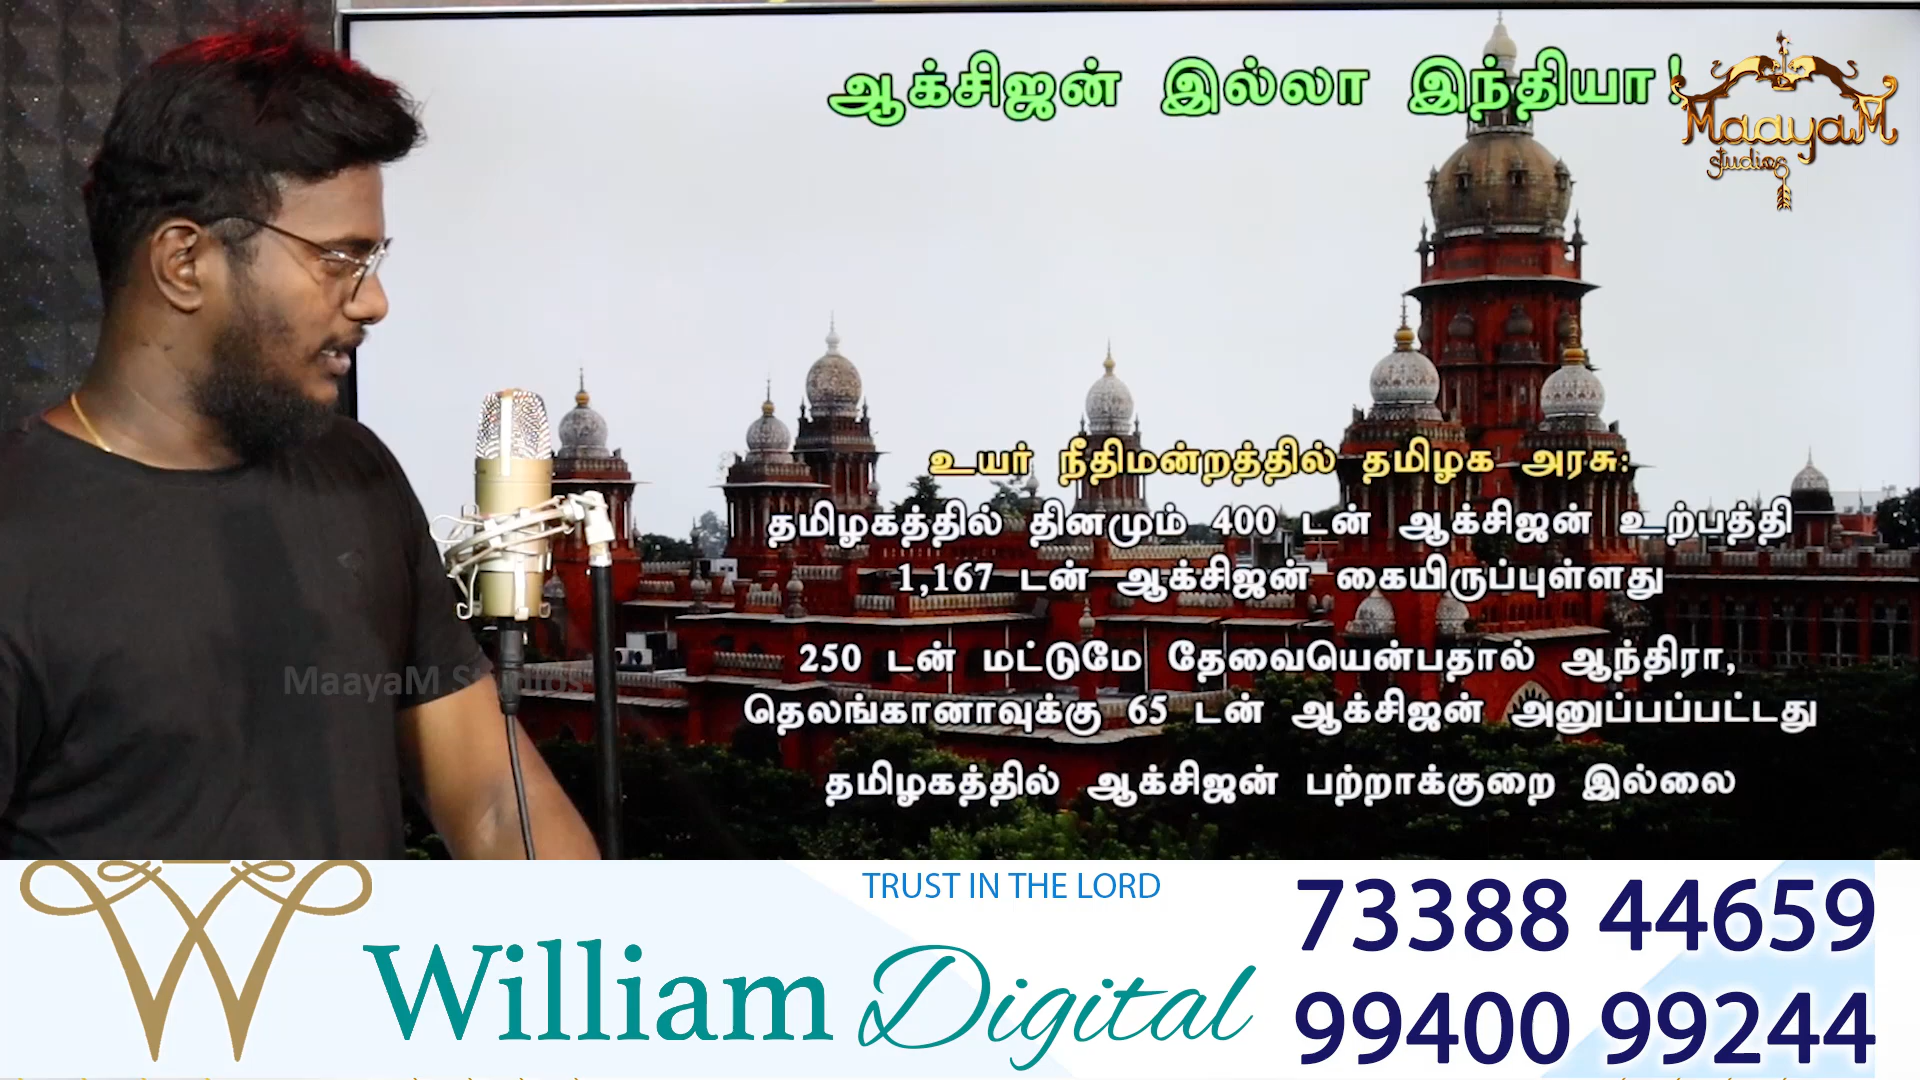 ஆக்சிஜன் இல்லா இந்தியா!
MaayaM
studios
உயர் நீதிமன்றத்தில் தமிழக அரசு:
தமிழகத்தில் தினமும் 400 டன் ஆக்சிஜன் உற்பத்தி
1,167 டன் ஆக்சிஜன் கையிருப்புள்ளது
250 டன் மட்டுமே தேவையென்பதால் ஆந்திரா,
தெலங்கானாவுக்கு 65 டன் ஆக்சிஜன் அனுப்பப்பட்டது
தமிழகத்தில் ஆக்சிஜன் பற்றாக்குறை இல்லை
MaayaM Studios
TRUST IN THE LORD
William Digital
73388 44659
99400 99244